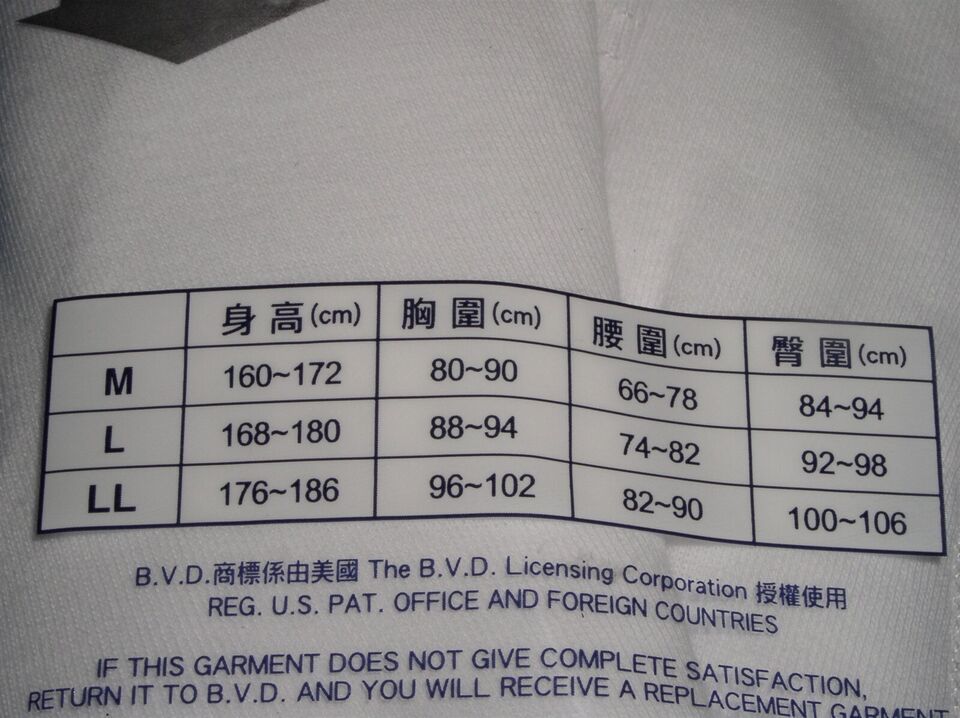 身高(cm) 胸圍(cm) 腰圍(cm) 臀圍(cm)
M 160~172 80~90 66~78 84~94
L 168~180 88~94 74~82 92~98
LL 176~186 96~102 82~90 100~106
B.V.D.商標係由美國 The B.V.D. Licensing Corporation 授權使用
REG. U.S. PAT. OFFICE AND FOREIGN COUNTRIES
IF THIS GARMENT DOES NOT GIVE COMPLETE SATISFACTION,
RETURN IT TO B.V.D. AND YOU WILL RECEIVE A REPLACEMENT GARMENT